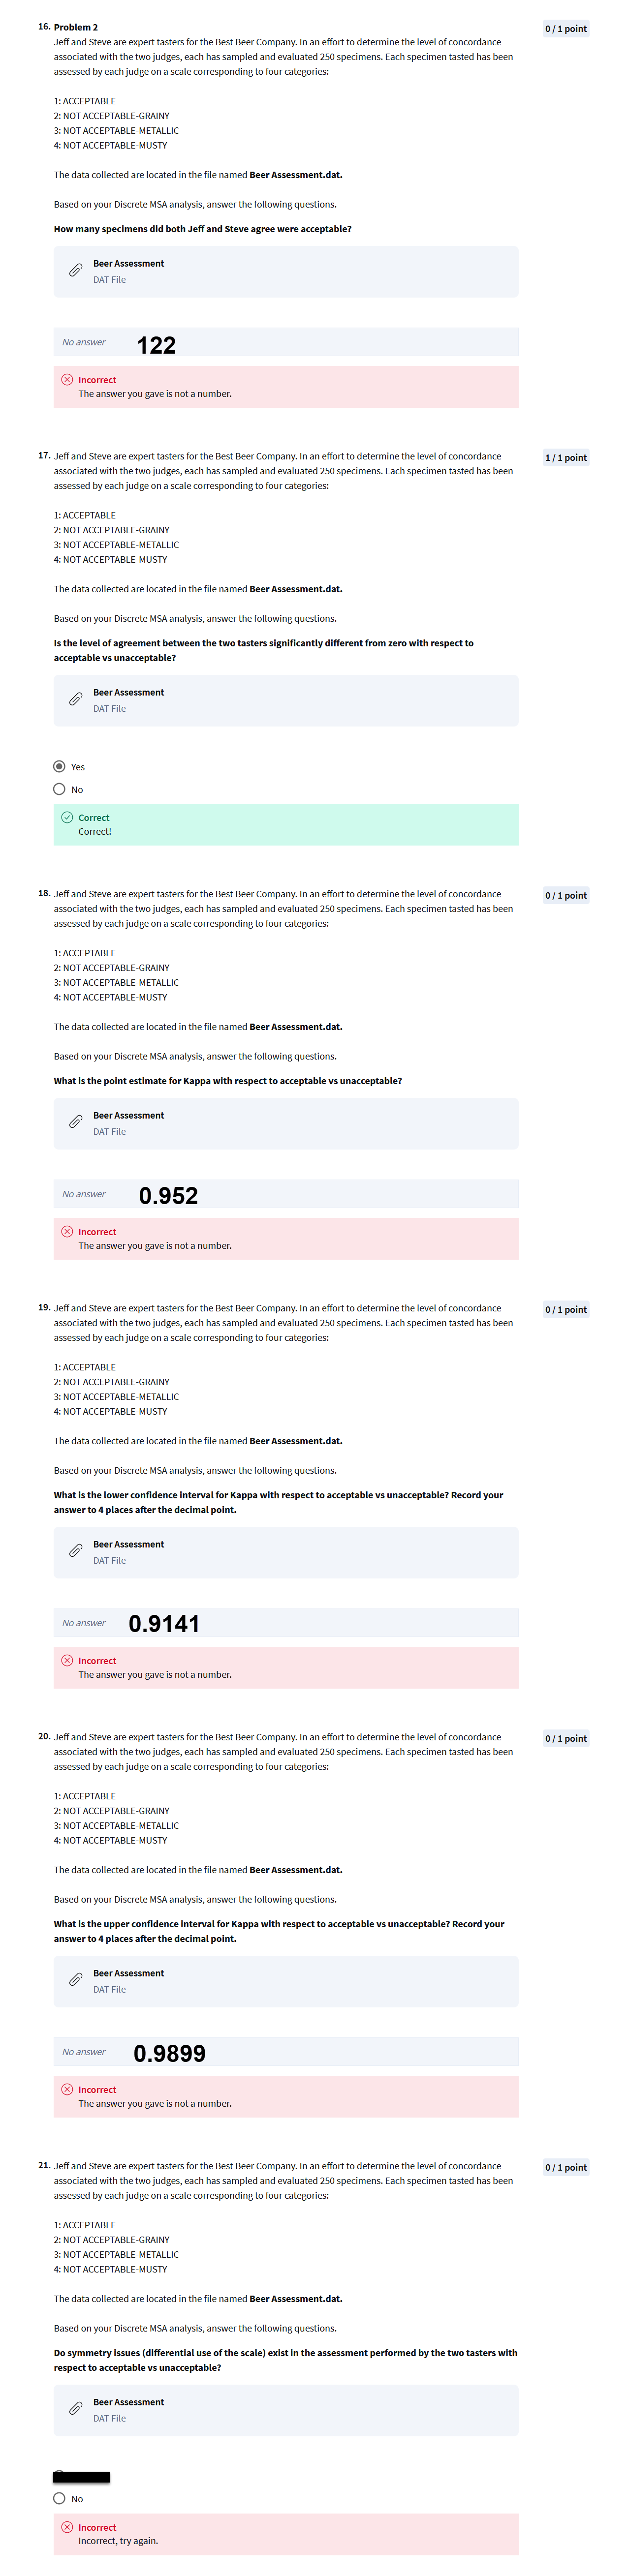 16. Problem 2
0 / 1 point
Jeff and Steve are expert tasters for the Best Beer Company. In an effort to determine the level of concordance
associated with the two judges, each has sampled and evaluated 250 specimens. Each specimen tasted has been
assessed by each judge on a scale corresponding to four categories:
1: ACCEPTABLE
2: NOT ACCEPTABLE-GRAINY
3: NOT ACCEPTABLE-METALLIC
4: NOT ACCEPTABLE-MUSTY
The data collected are located in the file named Beer Assessment.dat.
Based on your Discrete MSA analysis, answer the following questions.
How many specimens did both Jeff and Steve agree were acceptable?
Beer Assessment
DAT File
No answer 122
Incorrect
The answer you gave is not a number.
17. Jeff and Steve are expert tasters for the Best Beer Company. In an effort to determine the level of concordance
1 / 1 point
associated with the two judges, each has sampled and evaluated 250 specimens. Each specimen tasted has been
assessed by each judge on a scale corresponding to four categories:
1: ACCEPTABLE
2: NOT ACCEPTABLE-GRAINY
3: NOT ACCEPTABLE-METALLIC
4: NOT ACCEPTABLE-MUSTY
The data collected are located in the file named Beer Assessment.dat.
Based on your Discrete MSA analysis, answer the following questions.
Is the level of agreement between the two tasters significantly different from zero with respect to
acceptable vs unacceptable?
Beer Assessment
DAT File
Yes
No
Correct
Correct!
18. Jeff and Steve are expert tasters for the Best Beer Company. In an effort to determine the level of concordance
0 / 1 point
associated with the two judges, each has sampled and evaluated 250 specimens. Each specimen tasted has been
assessed by each judge on a scale corresponding to four categories:
1: ACCEPTABLE
2: NOT ACCEPTABLE-GRAINY
3: NOT ACCEPTABLE-METALLIC
4: NOT ACCEPTABLE-MUSTY
The data collected are located in the file named Beer Assessment.dat.
Based on your Discrete MSA analysis, answer the following questions.
What is the point estimate for Kappa with respect to acceptable vs unacceptable?
Beer Assessment
DAT File
No answer 0.952
Incorrect
The answer you gave is not a number.
19. Jeff and Steve are expert tasters for the Best Beer Company. In an effort to determine the level of concordance
0 / 1 point
associated with the two judges, each has sampled and evaluated 250 specimens. Each specimen tasted has been
assessed by each judge on a scale corresponding to four categories:
1: ACCEPTABLE
2: NOT ACCEPTABLE-GRAINY
3: NOT ACCEPTABLE-METALLIC
4: NOT ACCEPTABLE-MUSTY
The data collected are located in the file named Beer Assessment.dat.
Based on your Discrete MSA analysis, answer the following questions.
What is the lower confidence interval for Kappa with respect to acceptable vs unacceptable? Record your
answer to 4 places after the decimal point.
Beer Assessment
DAT File
No answer 0.9141
Incorrect
The answer you gave is not a number.
20. Jeff and Steve are expert tasters for the Best Beer Company. In an effort to determine the level of concordance
0 / 1 point
associated with the two judges, each has sampled and evaluated 250 specimens. Each specimen tasted has been
assessed by each judge on a scale corresponding to four categories:
1: ACCEPTABLE
2: NOT ACCEPTABLE-GRAINY
3: NOT ACCEPTABLE-METALLIC
4: NOT ACCEPTABLE-MUSTY
The data collected are located in the file named Beer Assessment.dat.
Based on your Discrete MSA analysis, answer the following questions.
What is the upper confidence interval for Kappa with respect to acceptable vs unacceptable? Record your
answer to 4 places after the decimal point.
Beer Assessment
DAT File
No answer 0.9899
Incorrect
The answer you gave is not a number.
21. Jeff and Steve are expert tasters for the Best Beer Company. In an effort to determine the level of concordance
0 / 1 point
associated with the two judges, each has sampled and evaluated 250 specimens. Each specimen tasted has been
assessed by each judge on a scale corresponding to four categories:
1: ACCEPTABLE
2: NOT ACCEPTABLE-GRAINY
3: NOT ACCEPTABLE-METALLIC
4: NOT ACCEPTABLE-MUSTY
The data collected are located in the file named Beer Assessment.dat.
Based on your Discrete MSA analysis, answer the following questions.
Do symmetry issues (differential use of the scale) exist in the assessment performed by the two tasters with
respect to acceptable vs unacceptable?
Beer Assessment
DAT File
No
Incorrect
Incorrect, try again.